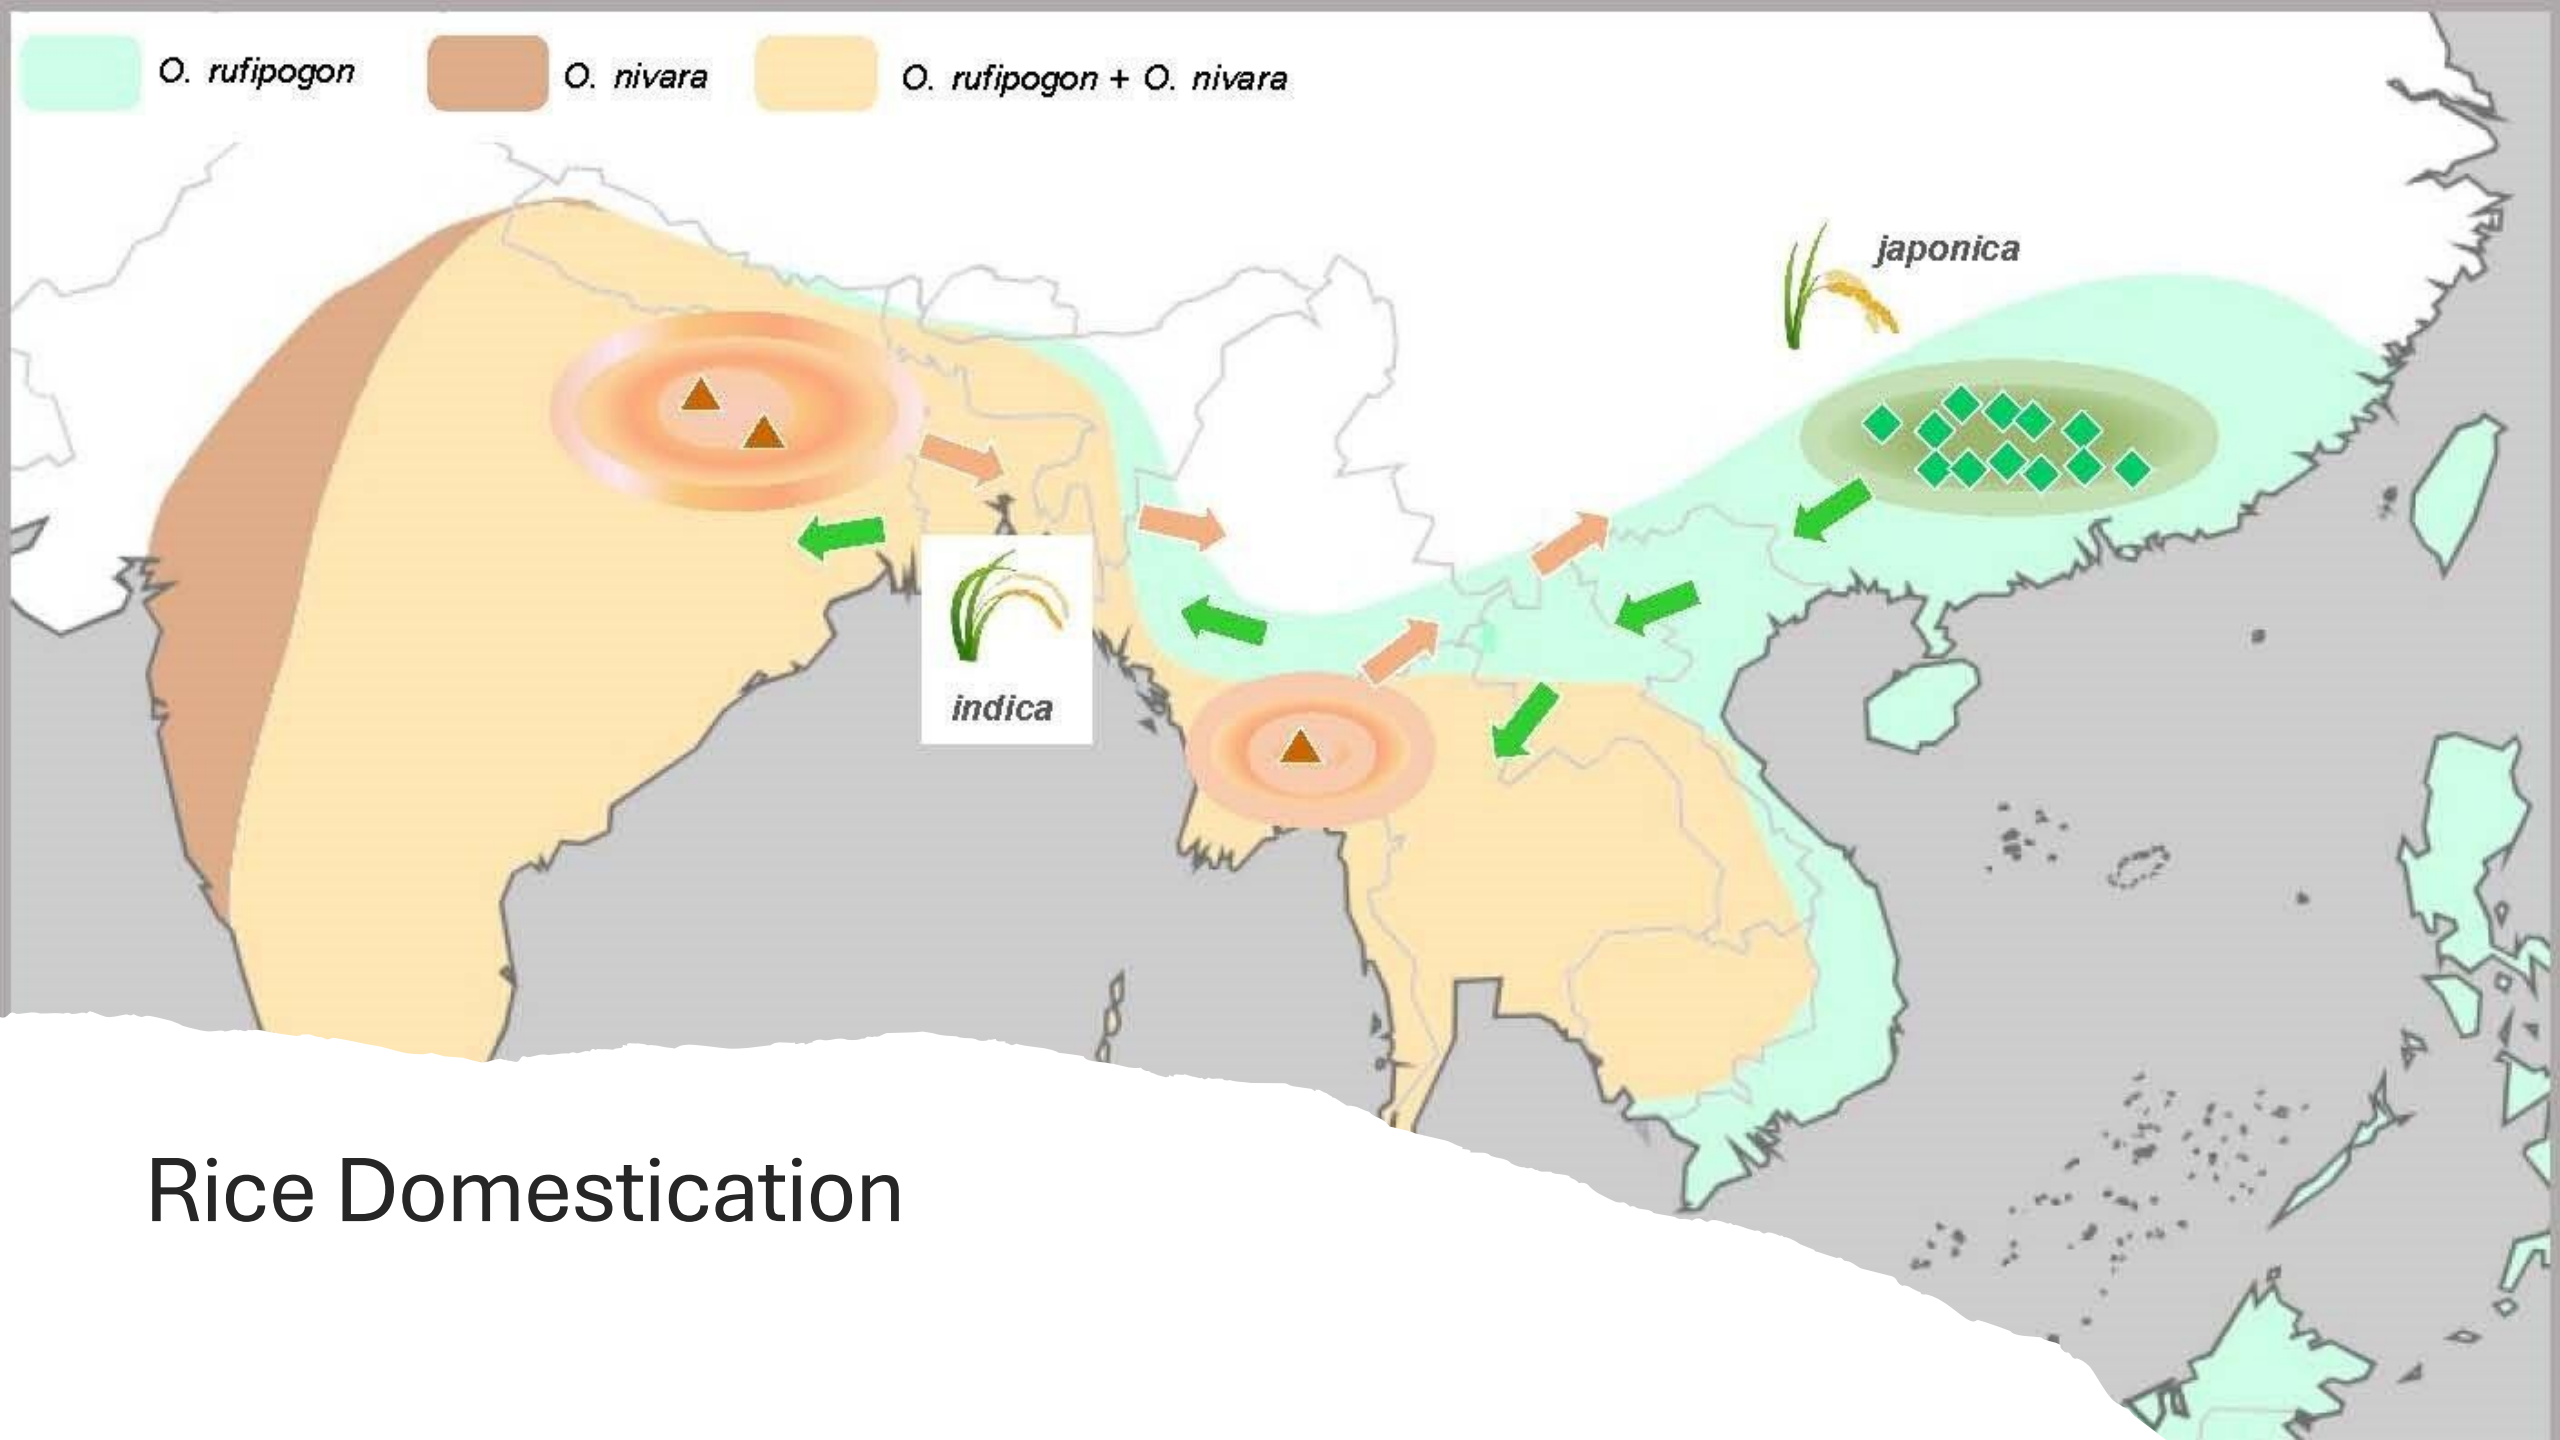 O. rufipogon
O. nivara
O. rufipogon + O. nivara
japonica
indica
Rice Domestication